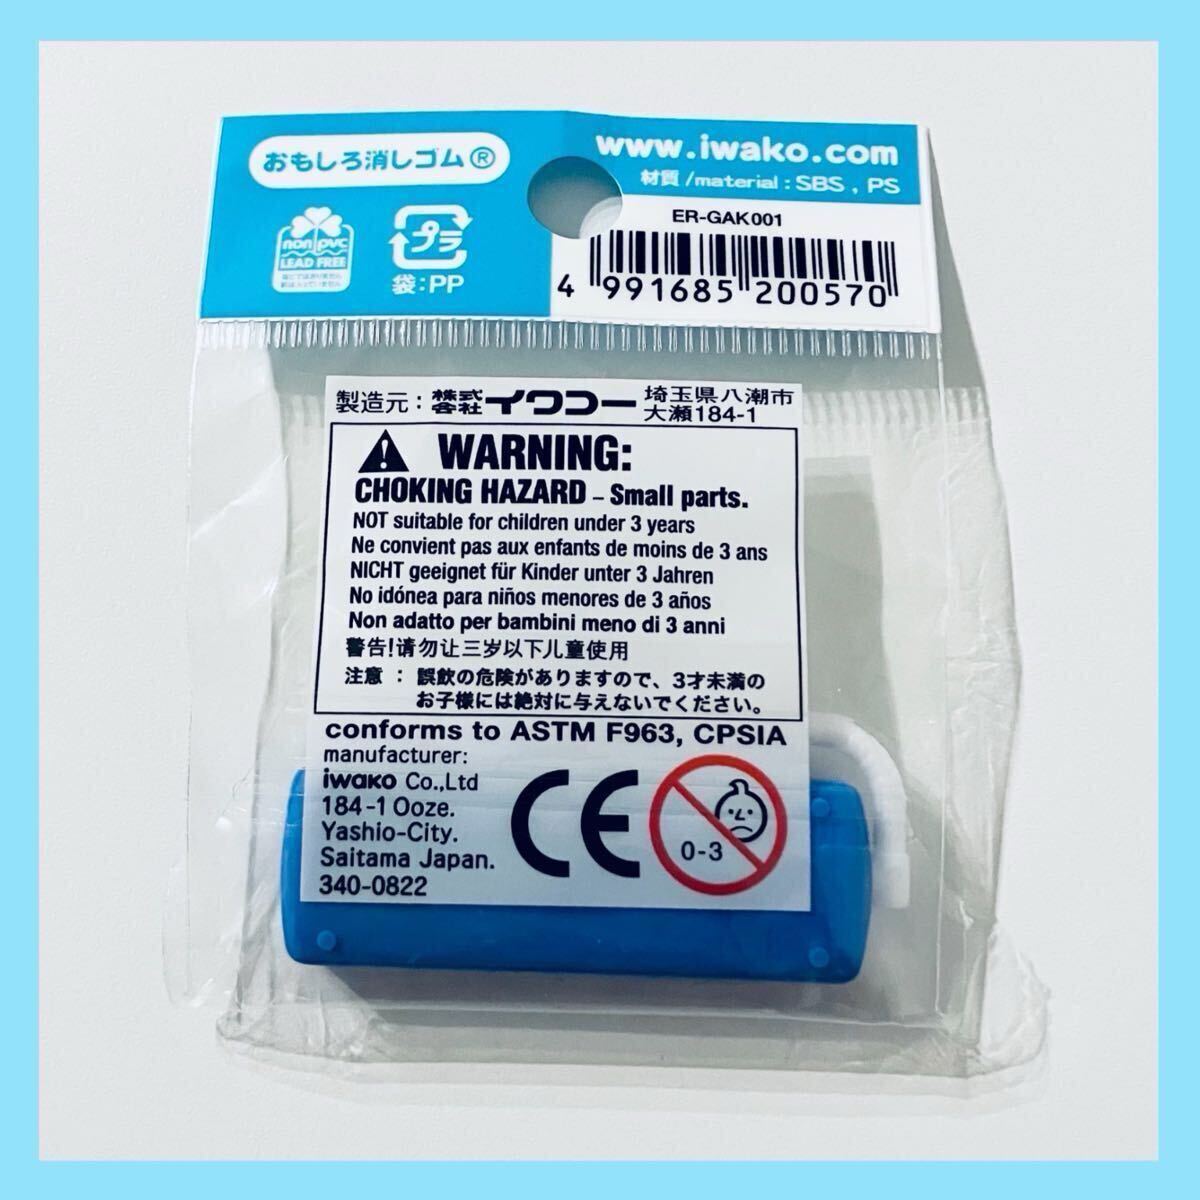 おもしろ消しゴム®
www.iwako.com
材質/material : SBS , PS
non pvc
LEAD FREE
プラ
袋:PP
ER-GAK001
4 991685 200570
製造元: 株式会社イワコー 埼玉県八潮市
大瀬184-1
WARNING:
CHOKING HAZARD – Small parts.
NOT suitable for children under 3 years
Ne convient pas aux enfants de moins de 3 ans
NICHT geeignet für Kinder unter 3 Jahren
No idónea para niños menores de 3 años
Non adatto per bambini meno di 3 anni
警告!请勿让三岁以下儿童使用
注意 : 誤飲の危険がありますので、3才未満の
お子様には絶対に与えないでください。
conforms to ASTM F963, CPSIA
manufacturer:
iwako Co.,Ltd
184-1 Ooze.
Yashio-City.
Saitama Japan.
340-0822
CE
0-3